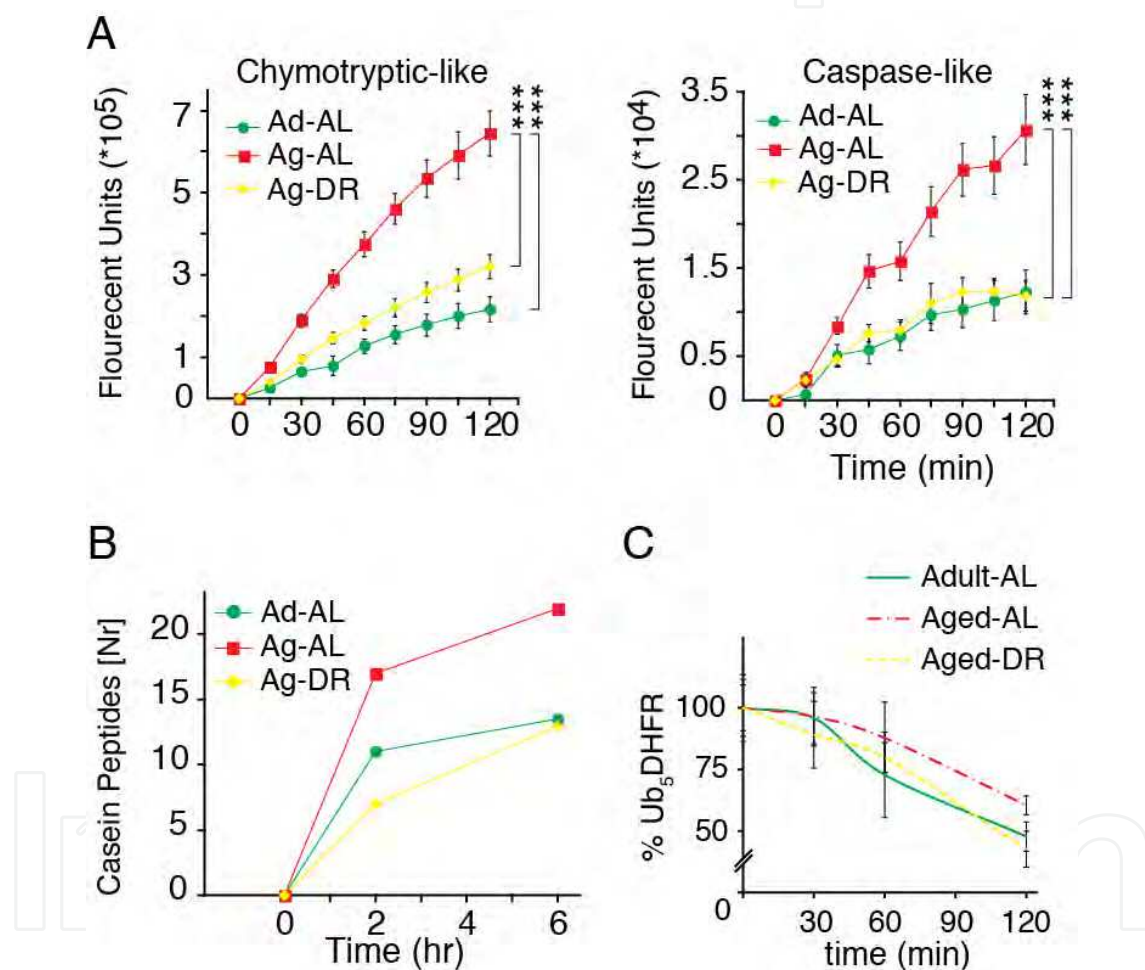 A
Chymotryptic-like
Flourecent Units (*105)
7
5
3
1
0
Ad-AL
Ag-AL
Ag-DR
***
***
0 30 60 90 120
Caspase-like
Flourecent Units (*104)
3.5
2.5
1.5
0.5
0
Ad-AL
Ag-AL
Ag-DR
***
***
0 30 60 90 120
Time (min)
B
Casein Peptides [Nr]
20
15
10
5
0
Ad-AL
Ag-AL
Ag-DR
0 2 4 6
Time (hr)
C
Adult-AL
Aged-AL
Aged-DR
% Ub5DHFR
100
75
50
0
30 60 90 120
time (min)